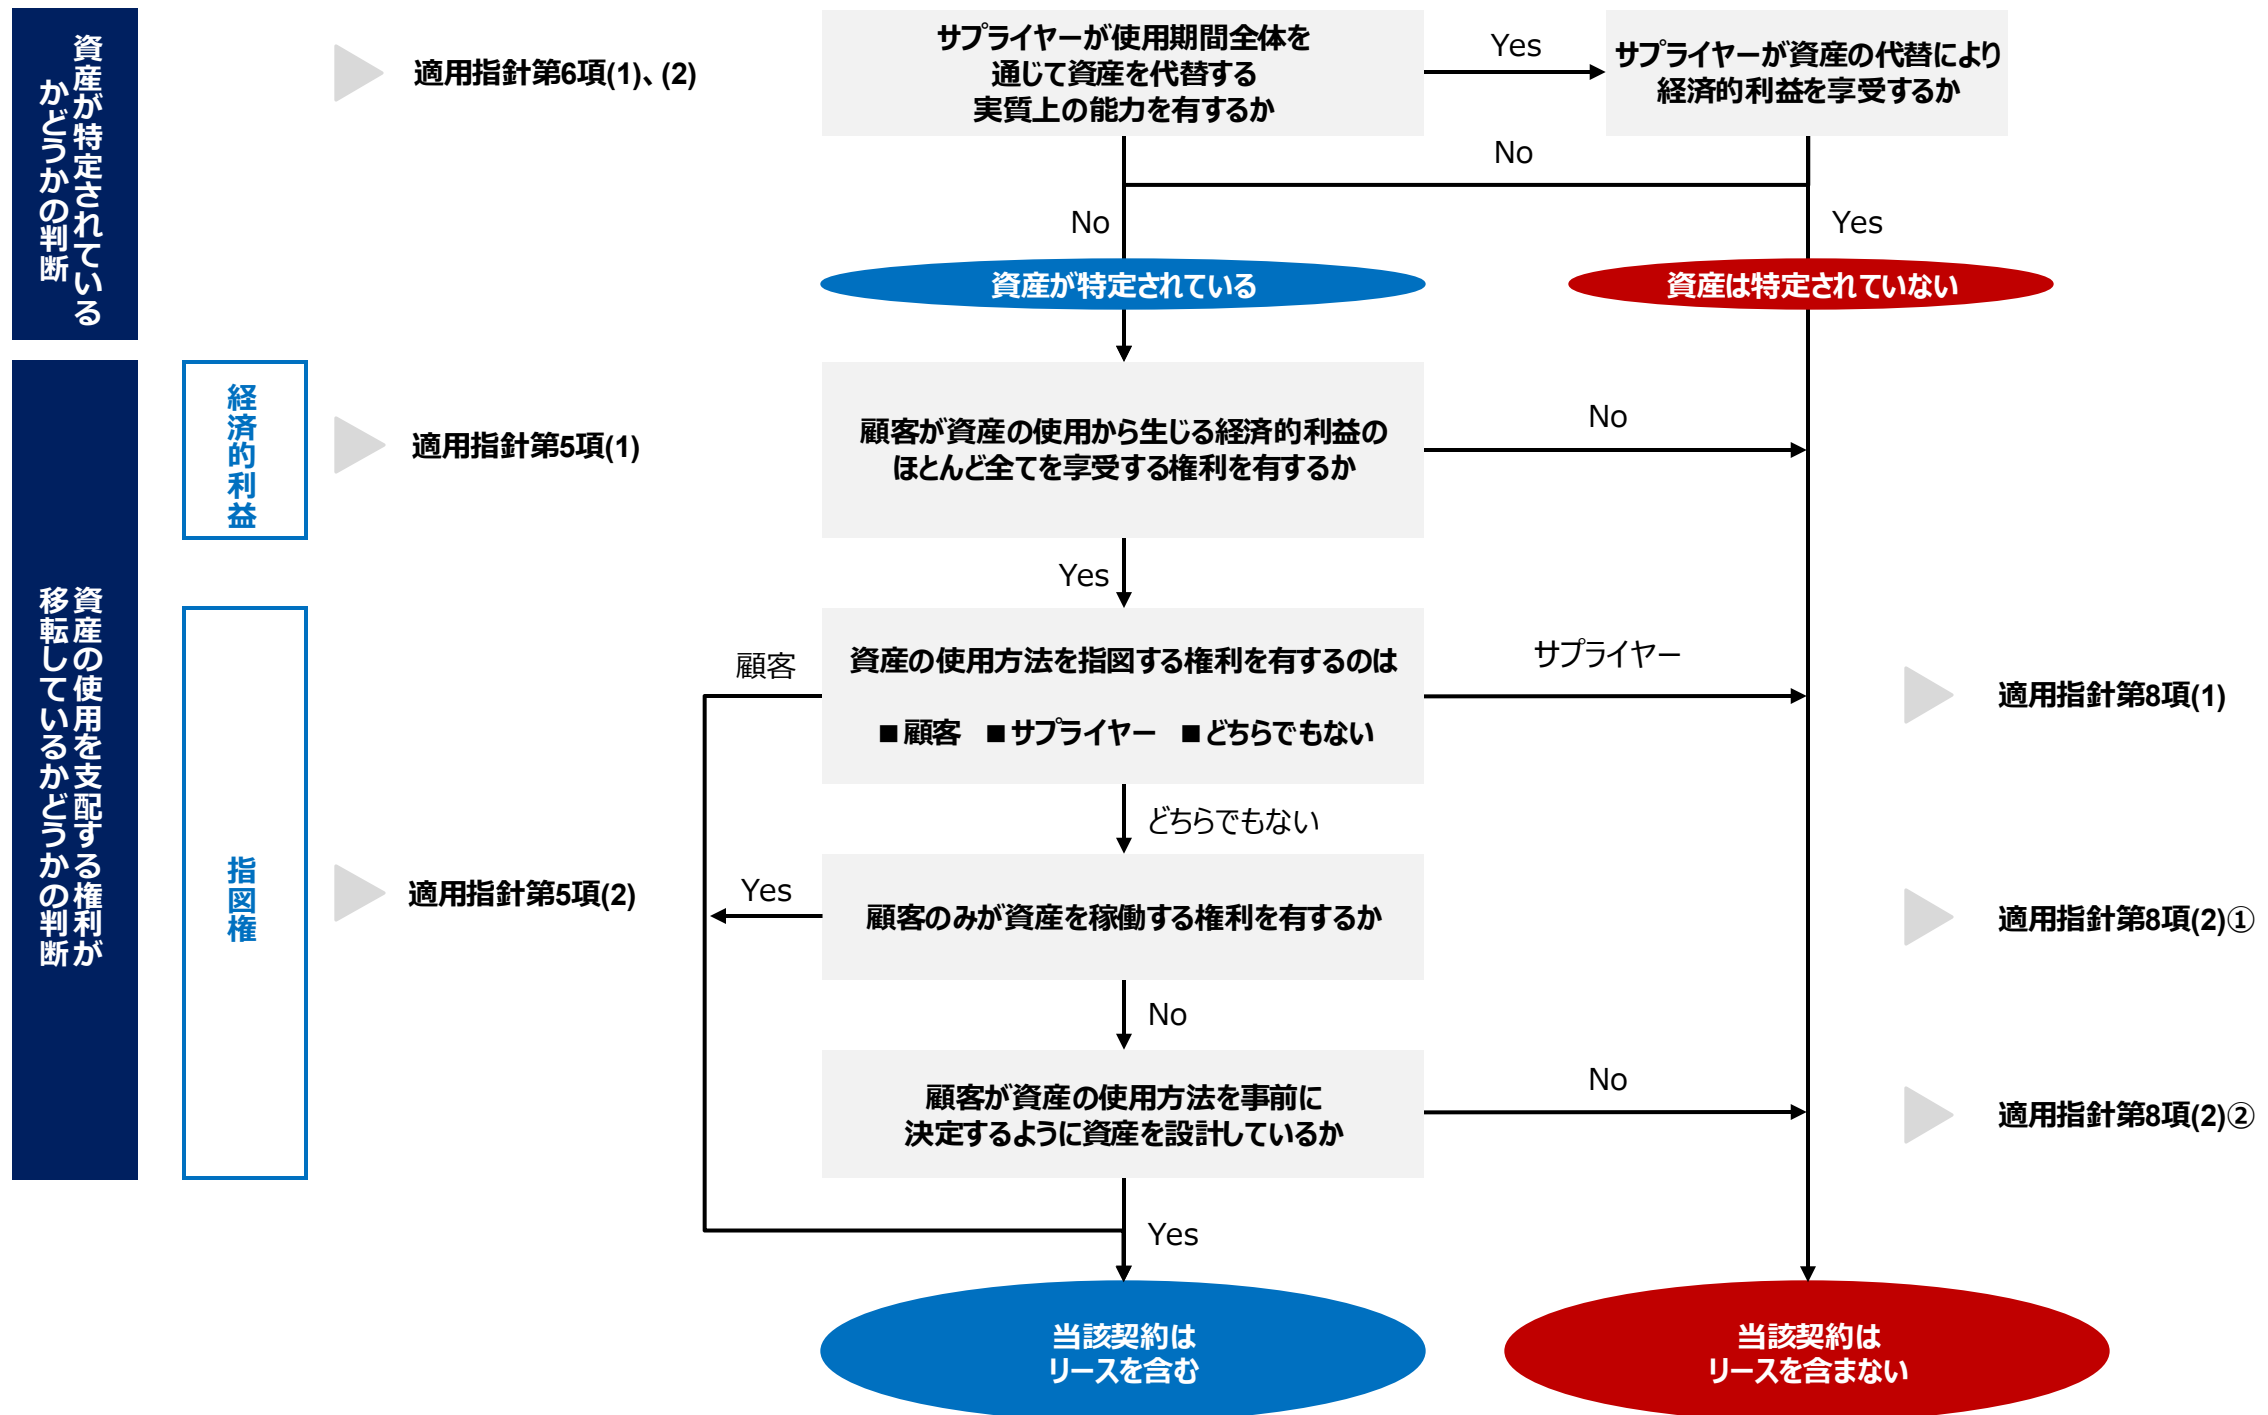 資産が特定されている
かどうかの判断
適用指針第6項(1)、(2)
サプライヤーが使用期間全体を
通じて資産を代替する
実質上の能力を有するか
Yes
サプライヤーが資産の代替により
経済的利益を享受するか
No
No
Yes
資産が特定されている
資産は特定されていない
資産の使用を支配する権利が
移転しているかどうかの判断
経済的利益
適用指針第5項(1)
顧客が資産の使用から生じる経済的利益の
ほとんど全てを享受する権利を有するか
No
Yes
指図権
適用指針第5項(2)
顧客
資産の使用方法を指図する権利を有するのは
■顧客 ■サプライヤー ■どちらでもない
サプライヤー
適用指針第8項(1)
どちらでもない
Yes
顧客のみが資産を稼働する権利を有するか
適用指針第8項(2)①
No
顧客が資産の使用方法を事前に
決定するように資産を設計しているか
No
適用指針第8項(2)②
Yes
当該契約は
リースを含む
当該契約は
リースを含まない